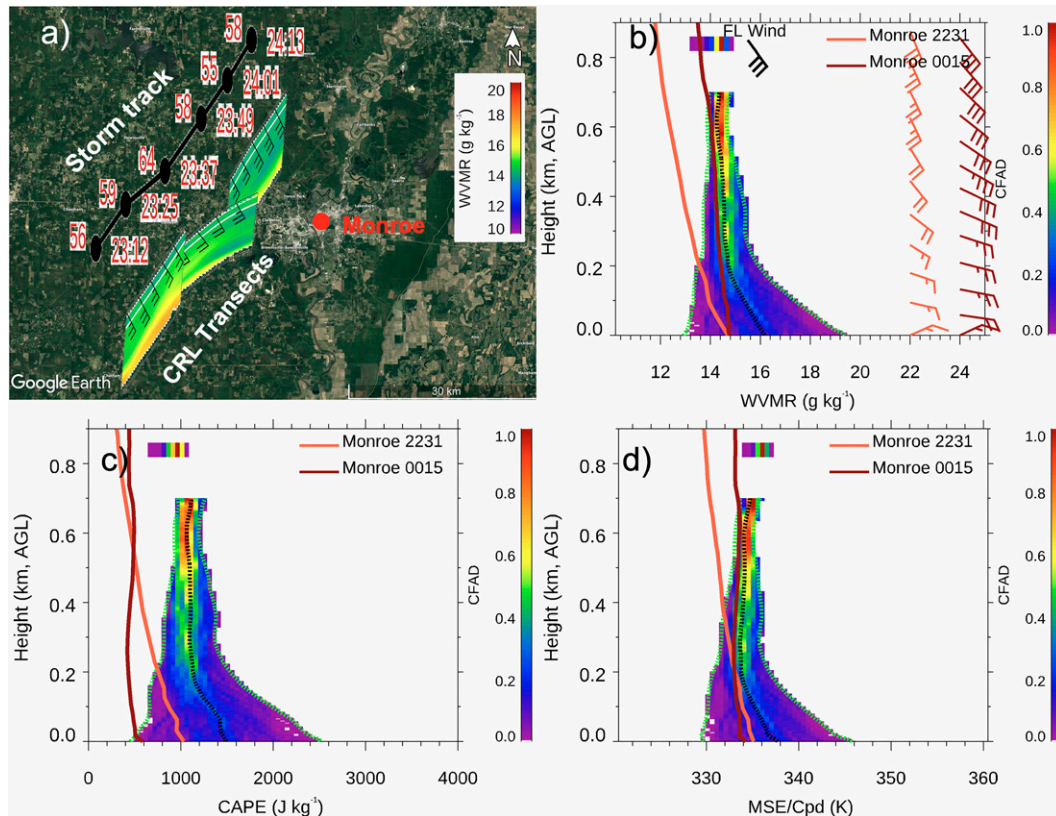 a)
58
24:13
55
24:01
58
23:49
64
23:37
59
23:25
56
23:12
Storm track
CRL Transects
Monroe
N
WVMR (g kg⁻¹)
20
18
16
14
12
10
Google Earth
30 km
b)
FL Wind
Monroe 2231
Monroe 0015
Height (km, AGL)
0.8
0.6
0.4
0.2
0.0
12 14 16 18 20 22 24
WVMR (g kg⁻¹)
CFAD
1.0
0.8
0.6
0.4
0.2
0.0
c)
Monroe 2231
Monroe 0015
Height (km, AGL)
0.8
0.6
0.4
0.2
0.0
0 1000 2000 3000 4000
CAPE (J kg⁻¹)
CFAD
1.0
0.8
0.6
0.4
0.2
0.0
d)
Monroe 2231
Monroe 0015
Height (km, AGL)
0.8
0.6
0.4
0.2
0.0
330 340 350 360
MSE/Cpd (K)
CFAD
1.0
0.8
0.6
0.4
0.2
0.0